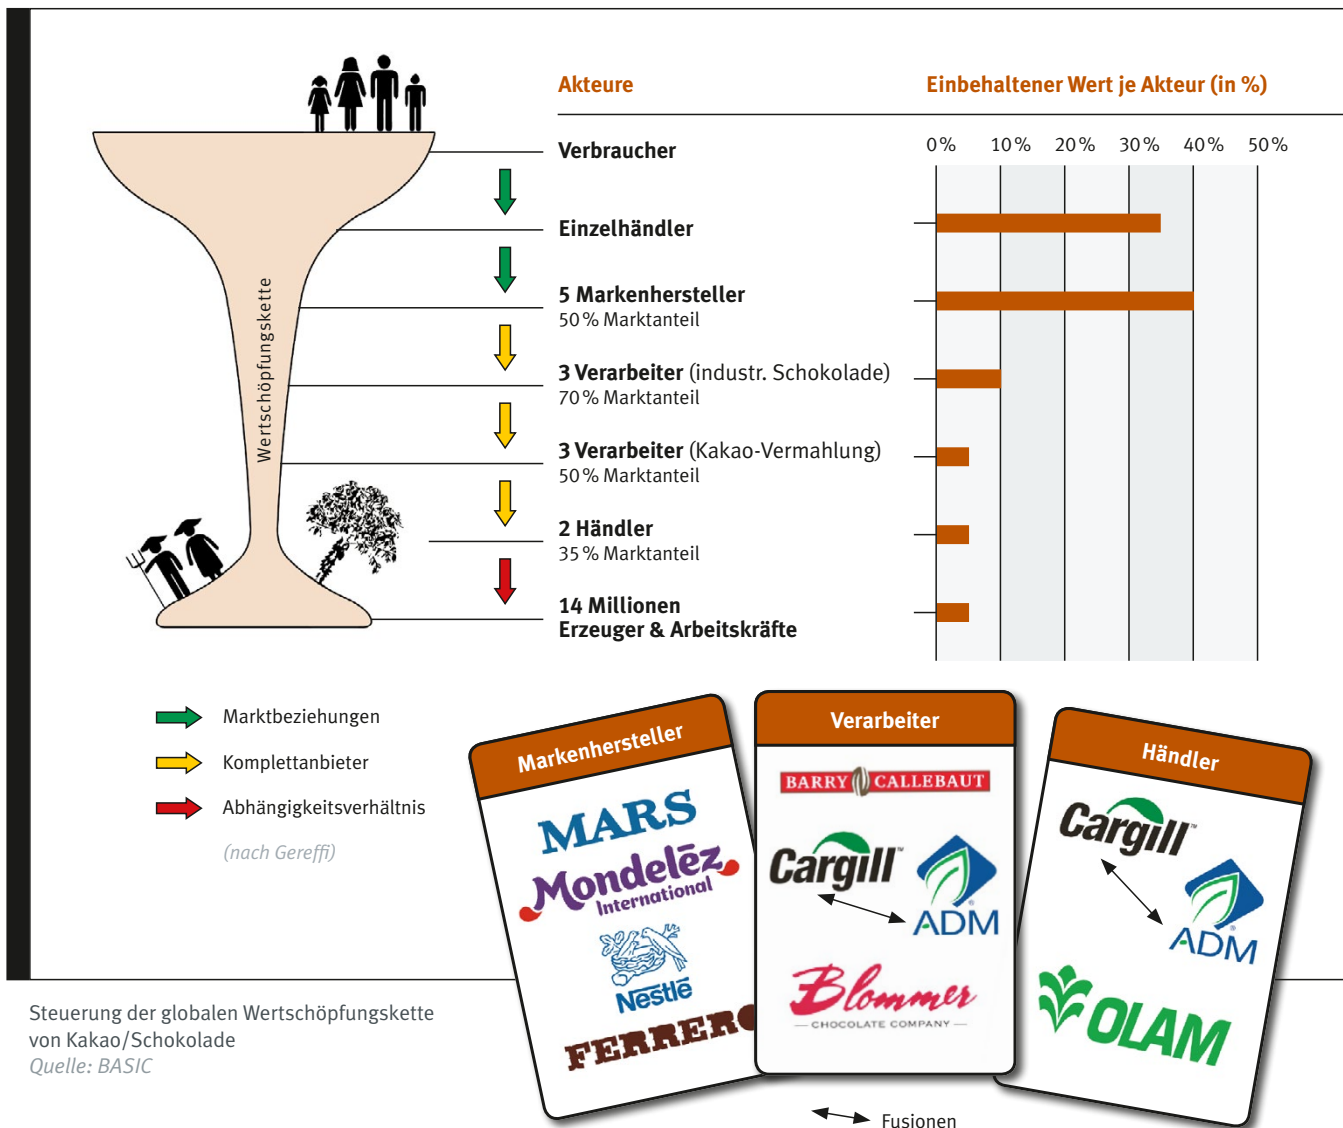 Akteure
Einbehaltener Wert je Akteur (in %)
0 % 10 % 20 % 30 % 40 % 50 %
Verbraucher
Einzelhändler
5 Markenhersteller
50 % Marktanteil
3 Verarbeiter (industr. Schokolade)
70 % Marktanteil
3 Verarbeiter (Kakao-Vermahlung)
50 % Marktanteil
2 Händler
35 % Marktanteil
14 Millionen
Erzeuger & Arbeitskräfte
Wertschöpfungskette
Marktbeziehungen
Komplettanbieter
Abhängigkeitsverhältnis
(nach Gereffi)
Markenhersteller
MARS
Mondelēz
International
Nestlé
FERRERO
Verarbeiter
BARRY CALLEBAUT
Cargill™
ADM®
Blommer
CHOCOLATE COMPANY
Händler
Cargill™
ADM®
OLAM
Fusionen
Steuerung der globalen Wertschöpfungskette
von Kakao/Schokolade
Quelle: BASIC